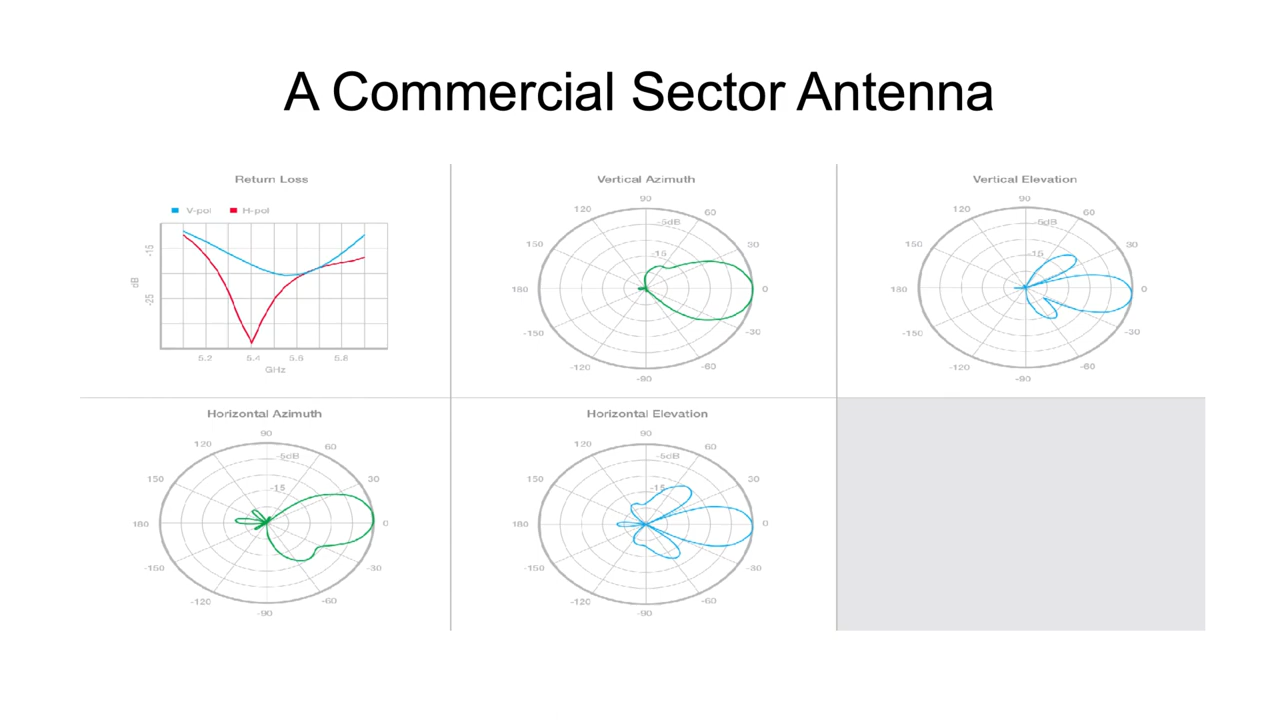 A Commercial Sector Antenna
Return Loss
V-pol H-pol
-15
dB
-25
5.2 5.4 5.6 5.8
GHz
Vertical Azimuth
90
120 60
-5dB
150 30
-15
180 0
-150 -30
-120 -60
-90
Vertical Elevation
90
120 60
-5dB
150 30
-15
180 0
-150 -30
-120 -60
-90
Horizontal Azimuth
90
120 60
-5dB
150 30
-15
180 0
-150 -30
-120 -60
-90
Horizontal Elevation
90
120 60
-5dB
150 30
-15
180 0
-150 -30
-120 -60
-90